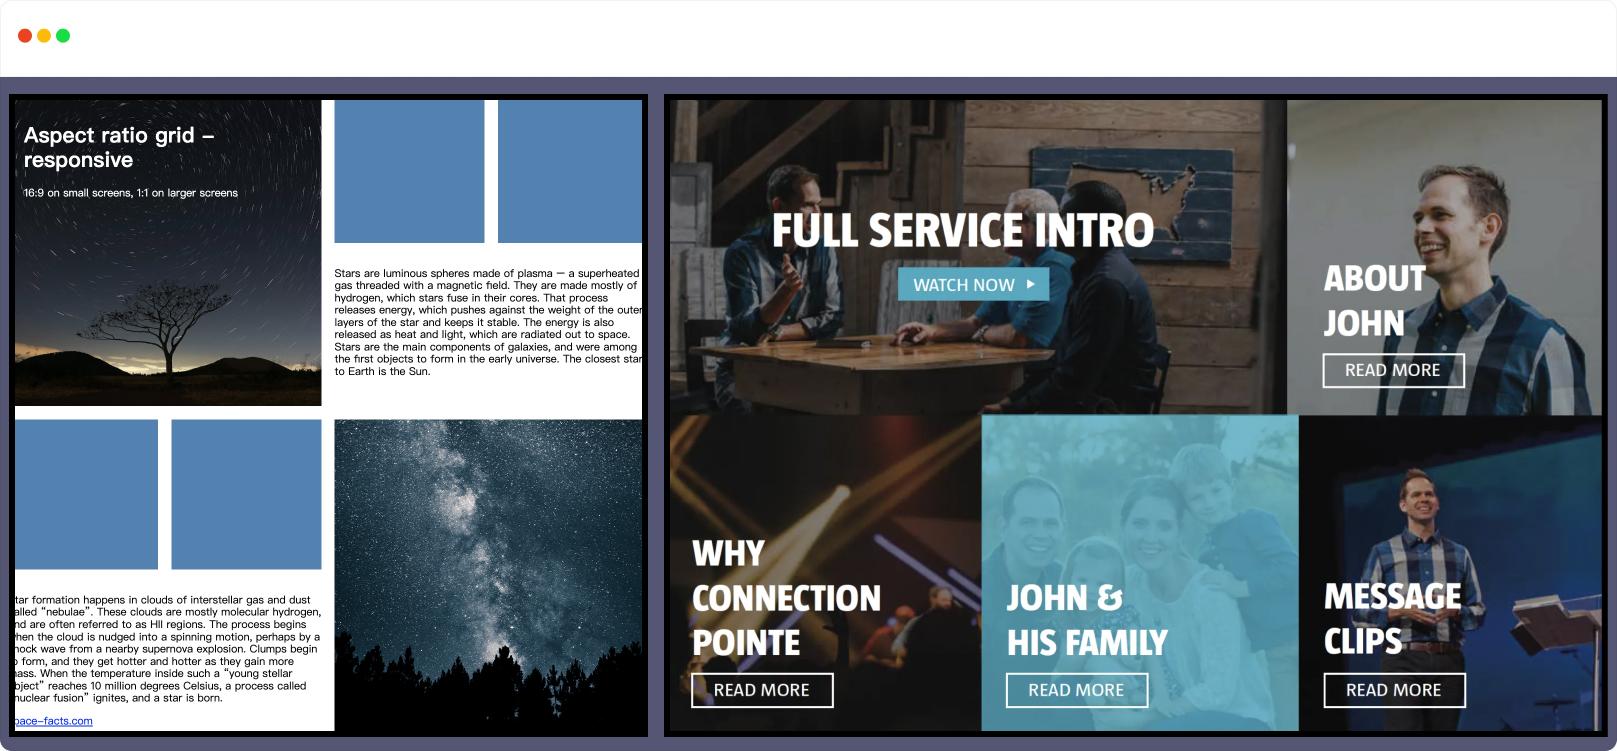 Aspect ratio grid –
responsive
16:9 on small screens, 1:1 on larger screens
Stars are luminous spheres made of plasma – a superheated
gas threaded with a magnetic field. They are made mostly of
hydrogen, which stars fuse in their cores. That process
releases energy, which pushes against the weight of the outer
layers of the star and keeps it stable. The energy is also
released as heat and light, which are radiated out to space.
Stars are the main components of galaxies, and were among
the first objects to form in the early universe. The closest star
to Earth is the Sun.
tar formation happens in clouds of interstellar gas and dust
alled “nebulae”. These clouds are mostly molecular hydrogen,
nd are often referred to as HII regions. The process begins
hen the cloud is nudged into a spinning motion, perhaps by a
hock wave from a nearby supernova explosion. Clumps begin
o form, and they get hotter and hotter as they gain more
ass. When the temperature inside such a “young stellar
bject” reaches 10 million degrees Celsius, a process called
nuclear fusion” ignites, and a star is born.
pace-facts.com
FULL SERVICE INTRO
WATCH NOW
ABOUT
JOHN
READ MORE
WHY
CONNECTION
POINTE
READ MORE
JOHN &
HIS FAMILY
READ MORE
MESSAGE
CLIPS
READ MORE